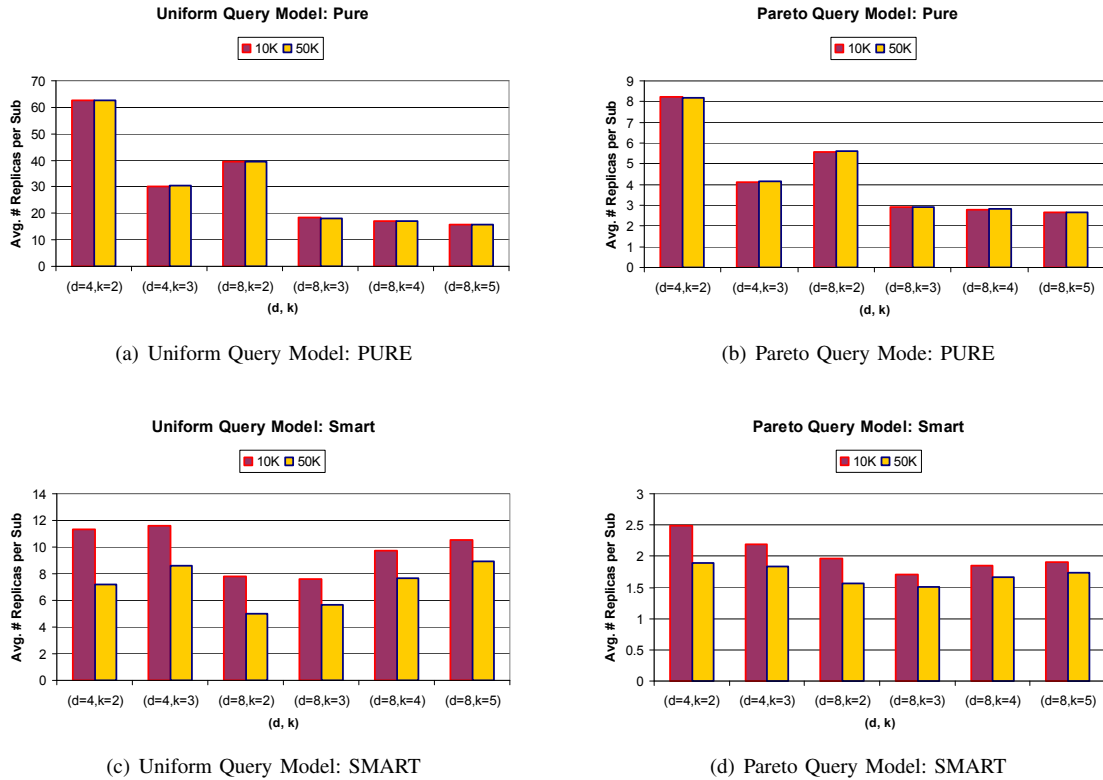 Uniform Query Model: Pure
10K 50K
Avg. # Replicas per Sub
70
60
50
40
30
20
10
0
(d=4,k=2) (d=4,k=3) (d=8,k=2) (d=8,k=3) (d=8,k=4) (d=8,k=5)
(d, k)
(a) Uniform Query Model: PURE
Pareto Query Model: Pure
10K 50K
Avg. # Replicas per Sub
9
8
7
6
5
4
3
2
1
0
(d=4,k=2) (d=4,k=3) (d=8,k=2) (d=8,k=3) (d=8,k=4) (d=8,k=5)
(d, k)
(b) Pareto Query Mode: PURE
Uniform Query Model: Smart
10K 50K
Avg. # Replicas per Sub
14
12
10
8
6
4
2
0
(d=4,k=2) (d=4,k=3) (d=8,k=2) (d=8,k=3) (d=8,k=4) (d=8,k=5)
(d, k)
(c) Uniform Query Model: SMART
Pareto Query Model: Smart
10K 50K
Avg. # Replicas per Sub
3
2.5
2
1.5
1
0.5
0
(d=4,k=2) (d=4,k=3) (d=8,k=2) (d=8,k=3) (d=8,k=4) (d=8,k=5)
(d, k)
(d) Pareto Query Model: SMART